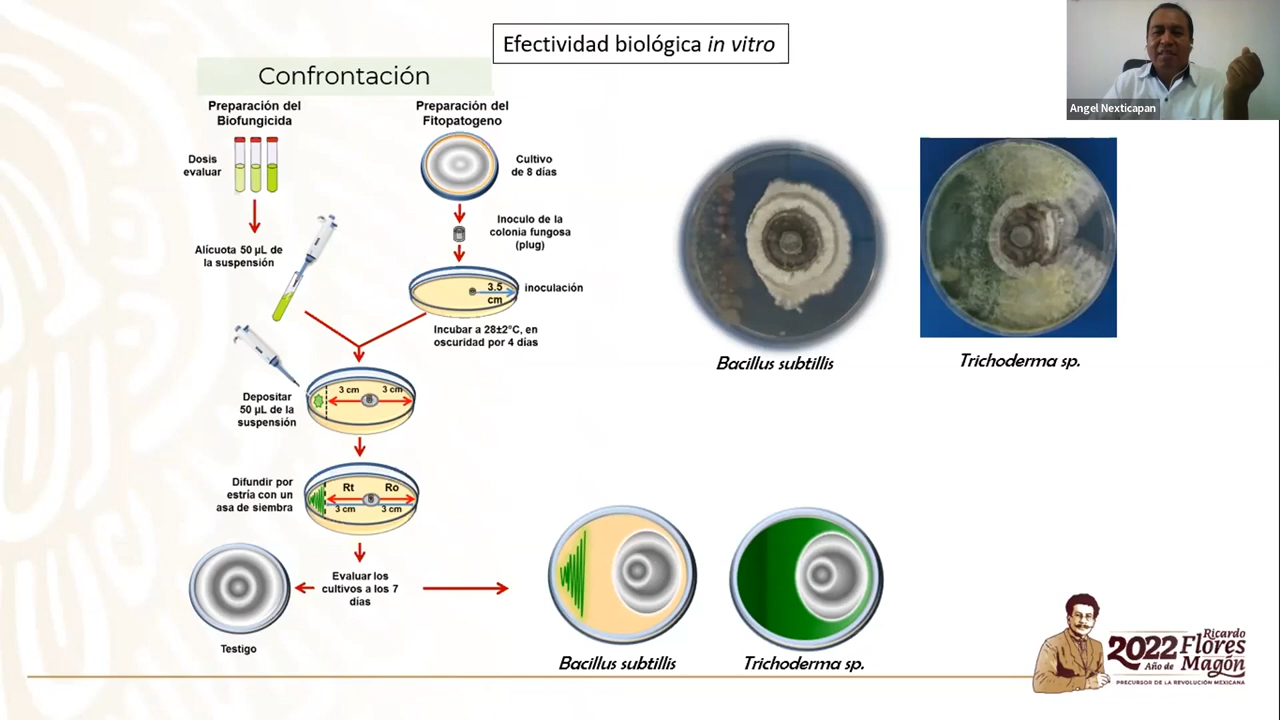 Efectividad biológica in vitro
Angel Nexticapan
Confrontación
Preparación del
Biofungicida
Preparación del
Fitopatogeno
Dosis
evaluar
Cultivo
de 8 días
Inoculo de la
colonia fungosa
(plug)
Alícuota 50 µL de
la suspensión
3.5
cm
inoculación
Incubar a 28±2°C, en
oscuridad por 4 días
Bacillus subtillis
Trichoderma sp.
3 cm
3 cm
Depositar
50 µL de la
suspensión
Difundir por
estría con un
asa de siembra
Rt
Ro
3 cm
3 cm
Evaluar los
cultivos a los 7
días
Testigo
Bacillus subtillis
Trichoderma sp.
2022
Año de
Ricardo
Flores
Magón
PRECURSOR DE LA REVOLUCIÓN MEXICANA